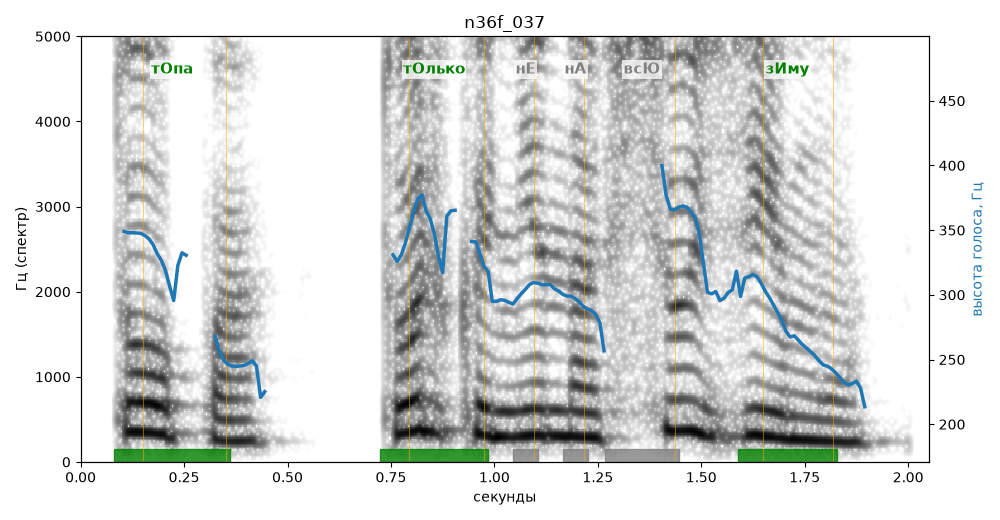 n36f_037
тОпа
тОлько
нЕ
нА
всЮ
зИму
5000
4000
3000
2000
1000
0
Гц (спектр)
450
400
350
300
250
200
высота голоса, Гц
0.00
0.25
0.50
0.75
1.00
1.25
1.50
1.75
2.00
секунды